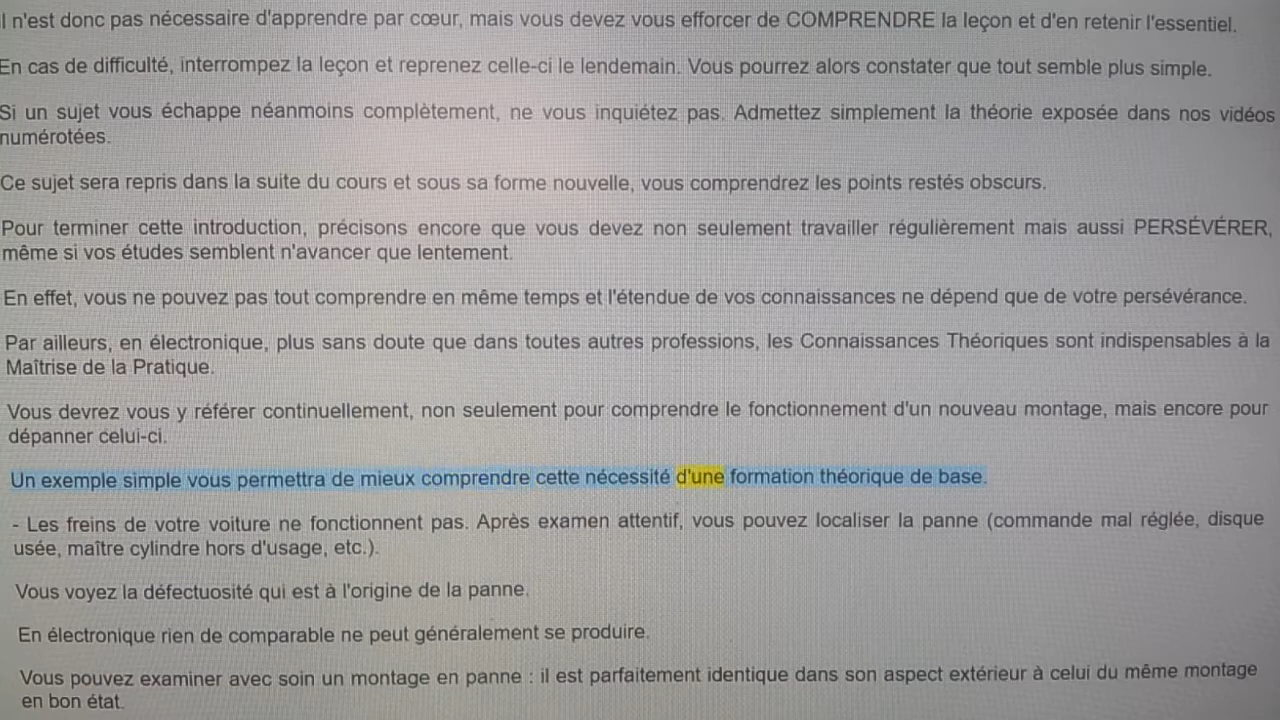 l n'est donc pas nécessaire d'apprendre par cœur, mais vous devez vous efforcer de COMPRENDRE la leçon et d'en retenir l'essentiel.
En cas de difficulté, interrompez la leçon et reprenez celle-ci le lendemain. Vous pourrez alors constater que tout semble plus simple.
Si un sujet vous échappe néanmoins complètement, ne vous inquiétez pas. Admettez simplement la théorie exposée dans nos vidéos
numérotées.
Ce sujet sera repris dans la suite du cours et sous sa forme nouvelle, vous comprendrez les points restés obscurs.
Pour terminer cette introduction, précisons encore que vous devez non seulement travailler régulièrement mais aussi PERSÉVÉRER,
même si vos études semblent n'avancer que lentement.
En effet, vous ne pouvez pas tout comprendre en même temps et l'étendue de vos connaissances ne dépend que de votre persévérance.
Par ailleurs, en électronique, plus sans doute que dans toutes autres professions, les Connaissances Théoriques sont indispensables à la
Maîtrise de la Pratique.
Vous devrez vous y référer continuellement, non seulement pour comprendre le fonctionnement d'un nouveau montage, mais encore pour
dépanner celui-ci.
Un exemple simple vous permettra de mieux comprendre cette nécessité d'une formation théorique de base.
- Les freins de votre voiture ne fonctionnent pas. Après examen attentif, vous pouvez localiser la panne (commande mal réglée, disque
usée, maître cylindre hors d'usage, etc.).
Vous voyez la défectuosité qui est à l'origine de la panne.
En électronique rien de comparable ne peut généralement se produire.
Vous pouvez examiner avec soin un montage en panne : il est parfaitement identique dans son aspect extérieur à celui du même montage
en bon état.